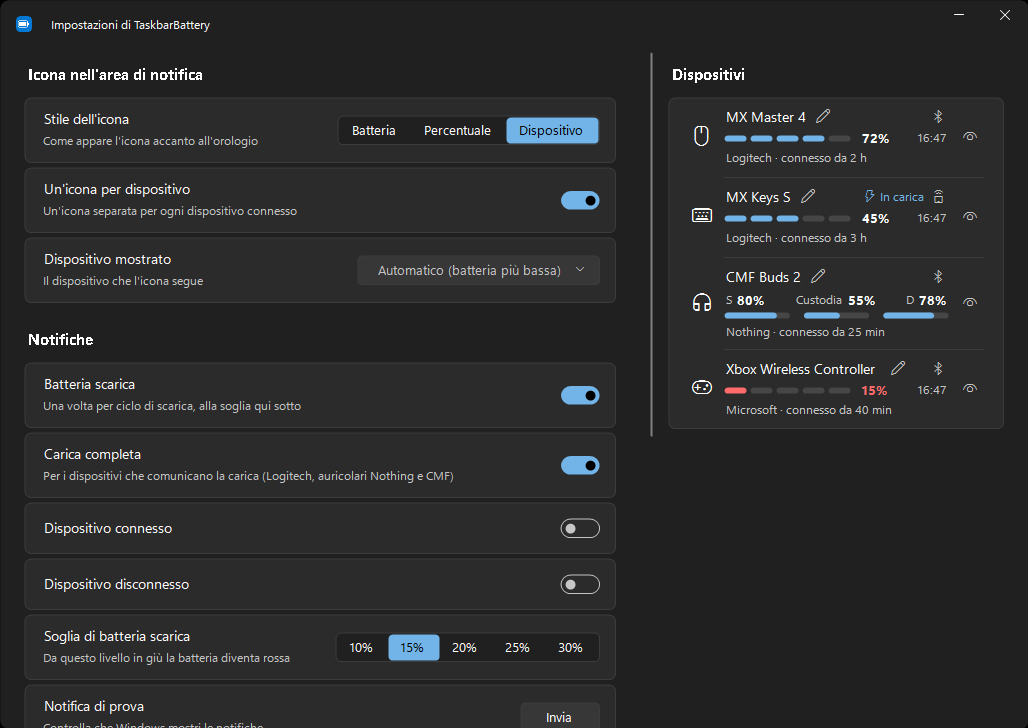 Impostazioni di TaskbarBattery
Icona nell'area di notifica
Stile dell'icona
Come appare l'icona accanto all'orologio
Batteria Percentuale Dispositivo
Un'icona per dispositivo
Un'icona separata per ogni dispositivo connesso
Dispositivo mostrato
Il dispositivo che l'icona segue
Automatico (batteria più bassa)
Notifiche
Batteria scarica
Una volta per ciclo di scarica, alla soglia qui sotto
Carica completa
Per i dispositivi che comunicano la carica (Logitech, auricolari Nothing e CMF)
Dispositivo connesso
Dispositivo disconnesso
Soglia di batteria scarica
Da questo livello in giù la batteria diventa rossa
10% 15% 20% 25% 30%
Notifica di prova
Controlla che Windows mostri le notifiche
Invia
Dispositivi
MX Master 4
72% 16:47
Logitech · connesso da 2 h
MX Keys S In carica
45% 16:47
Logitech · connesso da 3 h
CMF Buds 2
S 80% Custodia 55% D 78%
Nothing · connesso da 25 min
Xbox Wireless Controller
15% 16:47
Microsoft · connesso da 40 min